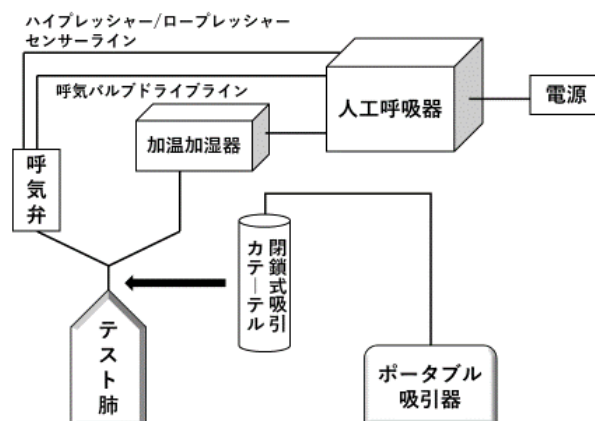 ハイプレッシャー/ロープレッシャー
センサーライン
呼気バルブドライブライン
人工呼吸器
電源
加温加湿器
呼気弁
閉鎖式吸引
カテーテル
テスト肺
ポータブル
吸引器